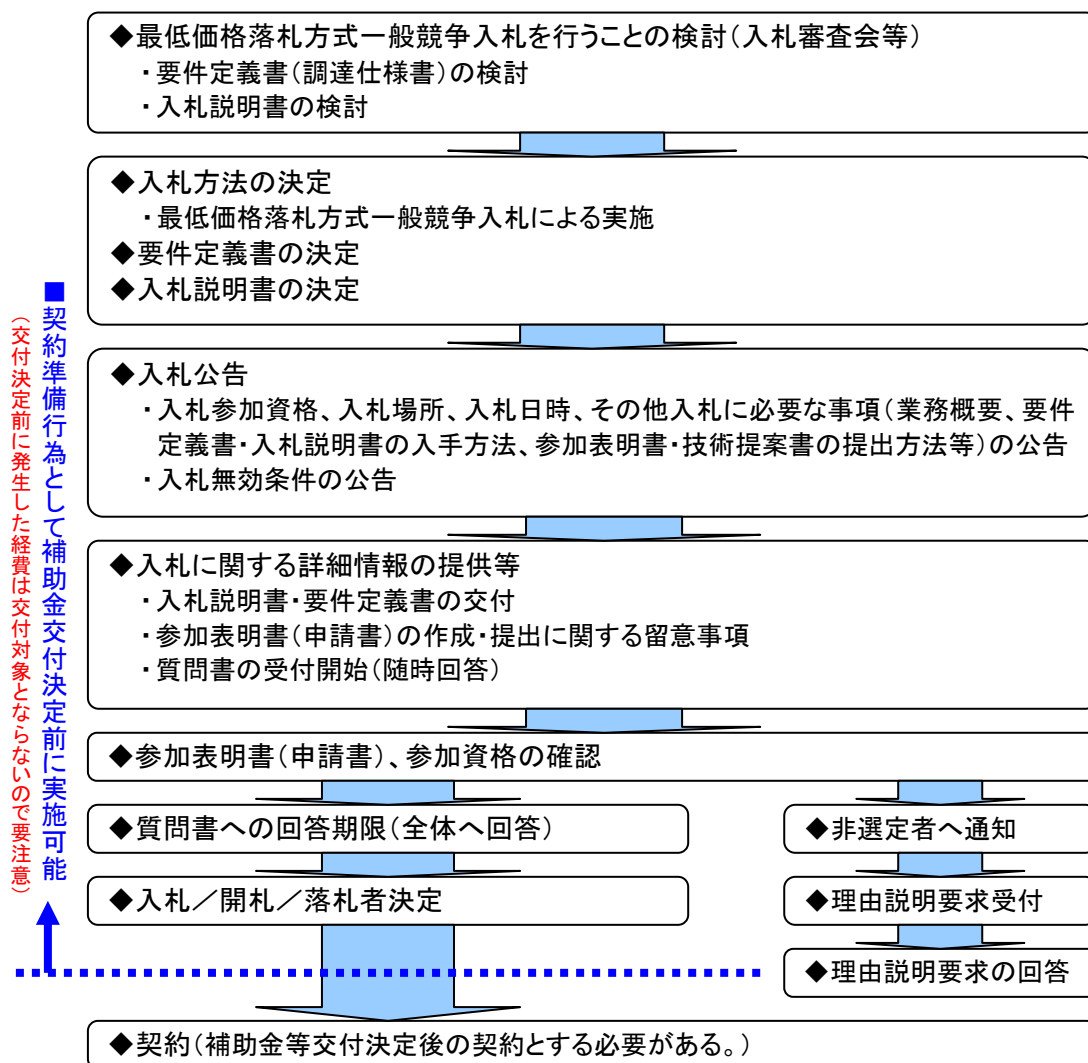 ◆最低価格落札方式一般競争入札を行うことの検討（入札審査会等）
・要件定義書（調達仕様書）の検討
・入札説明書の検討
◆入札方法の決定
・最低価格落札方式一般競争入札による実施
◆要件定義書の決定
◆入札説明書の決定
◆入札公告
・入札参加資格、入札場所、入札日時、その他入札に必要な事項（業務概要、要件
定義書・入札説明書の入手方法、参加表明書・技術提案書の提出方法等）の公告
・入札無効条件の公告
◆入札に関する詳細情報の提供等
・入札説明書・要件定義書の交付
・参加表明書（申請書）の作成・提出に関する留意事項
・質問書の受付開始（随時回答）
◆参加表明書（申請書）、参加資格の確認
◆質問書への回答期限（全体へ回答）
◆非選定者へ通知
◆入札／開札／落札者決定
◆理由説明要求受付
◆理由説明要求の回答
◆契約（補助金等交付決定後の契約とする必要がある。）
■契約準備行為として補助金交付決定前に実施可能
（交付決定前に発生した経費は交付対象とならないので要注意）